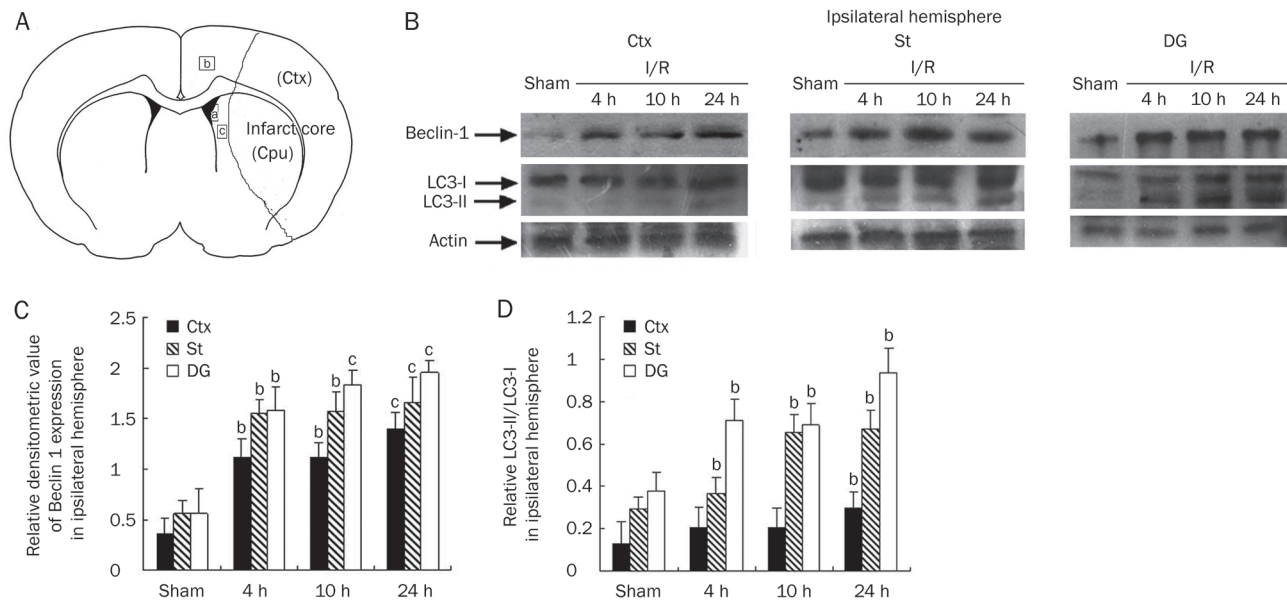 A
b
(Ctx)
a
c
Infarct core
(Cpu)
B
Ipsilateral hemisphere
Ctx
St
DG
Sham
I/R
4 h
10 h
24 h
Sham
I/R
4 h
10 h
24 h
Sham
I/R
4 h
10 h
24 h
Beclin-1
LC3-I
LC3-II
Actin
C
Relative densitometric value
of Beclin 1 expression
in ipsilateral hemisphere
2.5
2
1.5
1
0.5
0
Ctx
St
DG
b
b
b
b
b
c
c
c
c
Sham
4 h
10 h
24 h
D
Relative LC3-II/LC3-I
in ipsilateral hemisphere
1.2
1
0.8
0.6
0.4
0.2
0
Ctx
St
DG
b
b
b
b
b
b
b
Sham
4 h
10 h
24 h